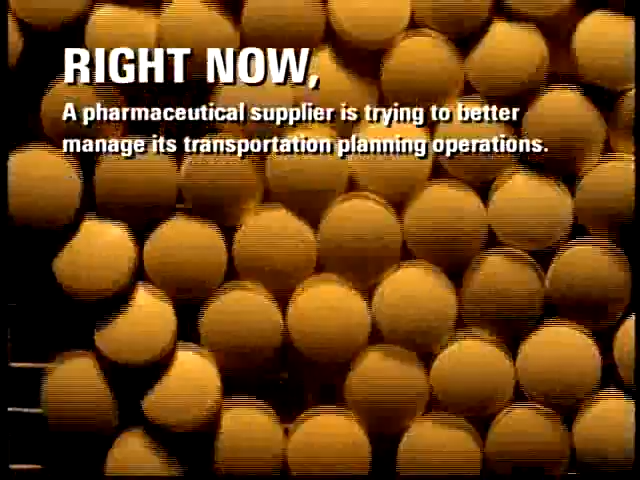 RIGHT NOW,
A pharmaceutical supplier is trying to better
manage its transportation planning operations.